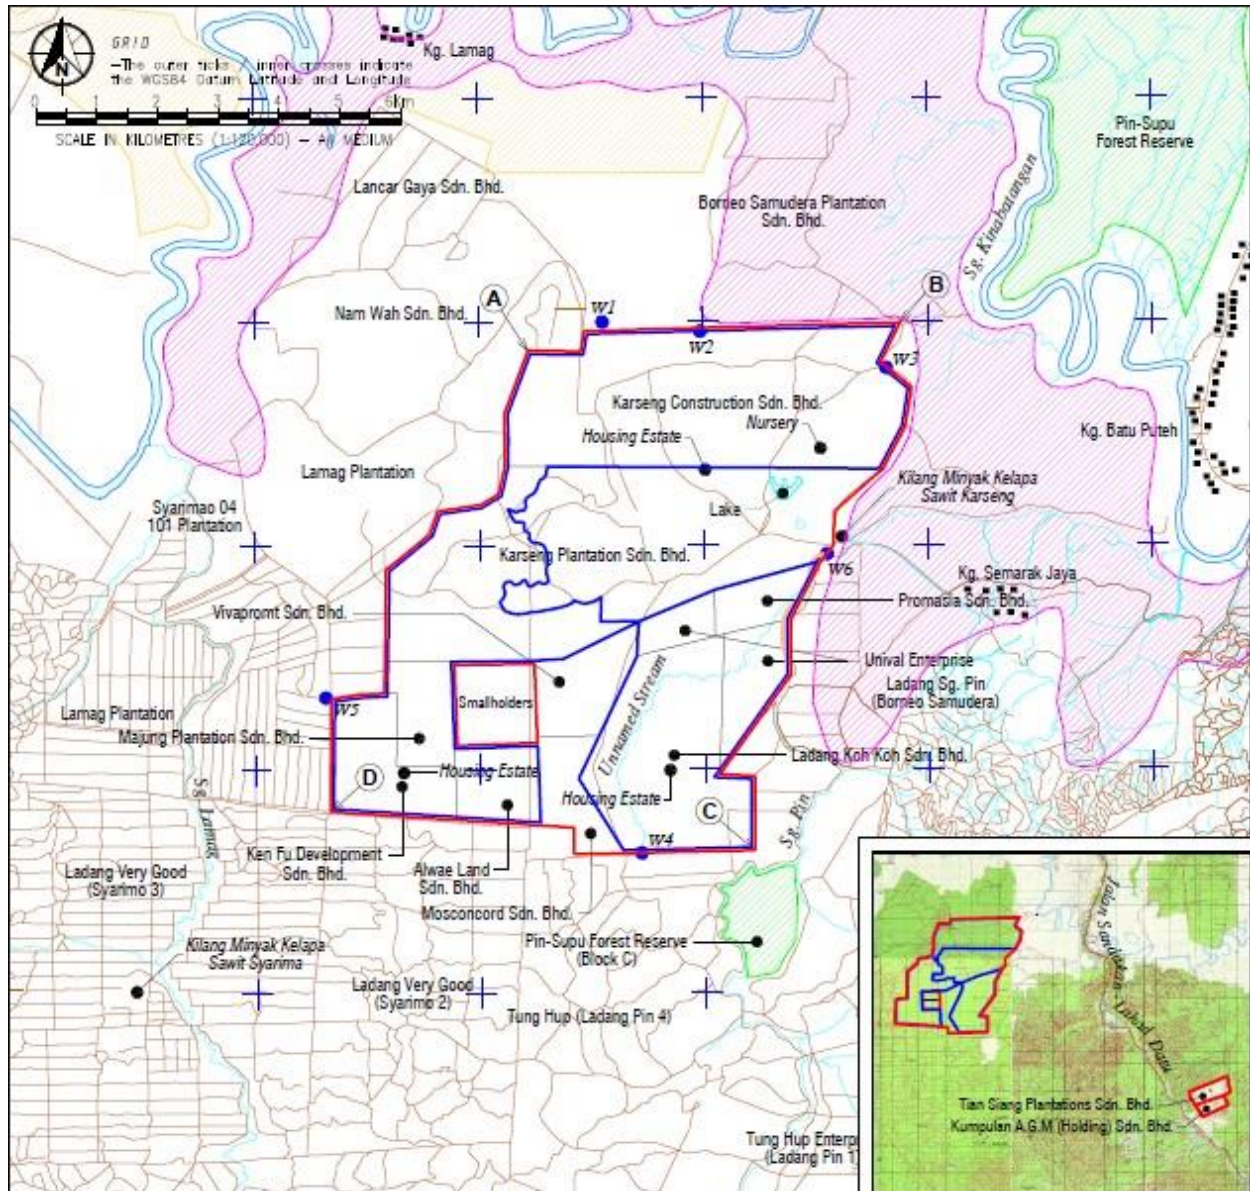 GRID
Kg. Lamag
—The outer ticks / inner crosses indicate
the WGS84 Datum Latitude and Longitude
0 1 2 3 4 5 6km
SCALE IN KILOMETRES (1:120,000) — A4 MEDIUM
Pin-Supu
Forest Reserve
Lancar Gaya Sdn. Bhd.
Borneo Samudera Plantation
Sdn. Bhd.
Sg. Kinabatangan
A
B
Nam Wah Sdn. Bhd.
W1
W2
W3
Karseng Construction Sdn. Bhd.
Nursery
Housing Estate
Kg. Batu Puteh
Lamag Plantation
Kilang Minyak Kelapa
Sawit Karseng
Lake
Syarimao 04
101 Plantation
Karseng Plantation Sdn. Bhd.
W6
Kg. Semarak Jaya
Vivapromt Sdn. Bhd.
Promasia Sdn. Bhd.
Unival Enterprise
Unnamed Stream
Ladang Sg. Pin
(Borneo Samudera)
Smallholders
W5
Lamag Plantation
Majung Plantation Sdn. Bhd.
Ladang Koh Koh Sdn. Bhd.
Housing Estate
D
Housing Estate
C
Sg. Lamak
Sg. Pin
W4
Ken Fu Development
Sdn. Bhd.
Alwae Land
Sdn. Bhd.
Ladang Very Good
(Syarimo 3)
Mosconcord Sdn. Bhd.
Pin-Supu Forest Reserve
(Block C)
Kilang Minyak Kelapa
Sawit Syarima
Ladang Very Good
(Syarimo 2)
Tung Hup (Ladang Pin 4)
Jalan Sandakan - Lahad Datu
Tian Siang Plantations Sdn. Bhd.
Kumpulan A.G.M (Holding) Sdn. Bhd.
Tung Hup Enterp
(Ladang Pin 1)